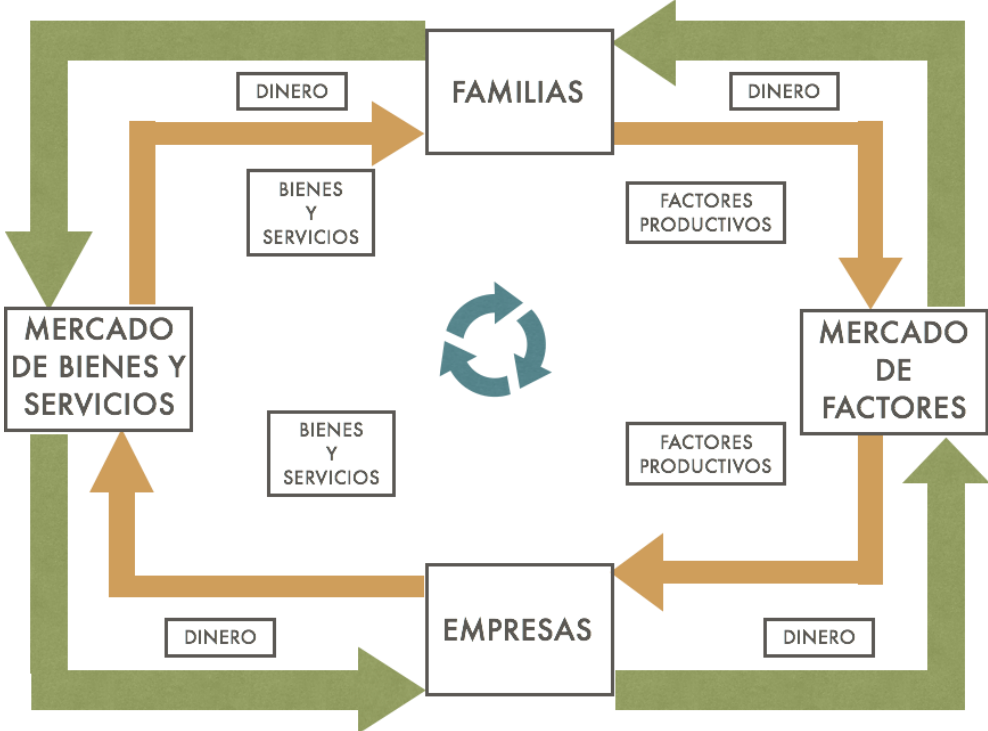 DINERO
FAMILIAS
DINERO
BIENES
Y
SERVICIOS
FACTORES
PRODUCTIVOS
MERCADO
DE BIENES Y
SERVICIOS
MERCADO
DE
FACTORES
BIENES
Y
SERVICIOS
FACTORES
PRODUCTIVOS
EMPRESAS
DINERO
DINERO